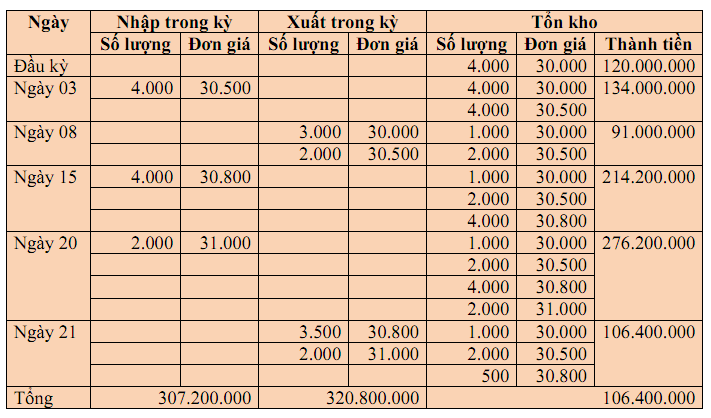 Ngày Nhập trong kỳ Xuất trong kỳ Tồn kho
Số lượng Đơn giá Số lượng Đơn giá Số lượng Đơn giá Thành tiền
Đầu kỳ 4.000 30.000 120.000.000
Ngày 03 4.000 30.500 4.000 30.000 134.000.000
4.000 30.500
Ngày 08 3.000 30.000 1.000 30.000 91.000.000
2.000 30.500 2.000 30.500
Ngày 15 4.000 30.800 1.000 30.000 214.200.000
2.000 30.500
4.000 30.800
Ngày 20 2.000 31.000 1.000 30.000 276.200.000
2.000 30.500
4.000 30.800
2.000 31.000
Ngày 21 3.500 30.800 1.000 30.000 106.400.000
2.000 31.000 2.000 30.500
500 30.800
Tổng 307.200.000 320.800.000 106.400.000